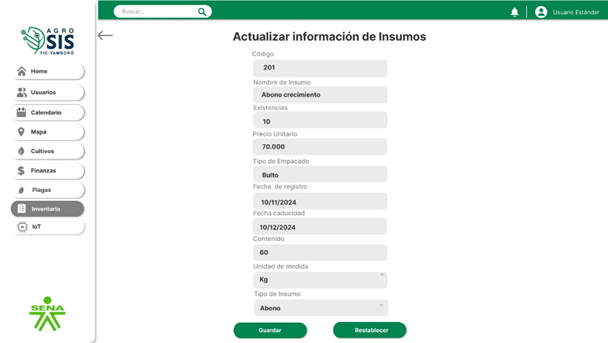 Buscar...
Usuario Estándar
AGRO
SIS
TIC-YAMBORÓ
Home
Usuarios
Calendario
Mapa
Cultivos
Finanzas
Plagas
Inventario
IoT
SENA
Actualizar información de Insumos
Código
201
Nombre de Insumo
Abono crecimiento
Existencias
10
Precio Unitario
70.000
Tipo de Empacado
Bulto
Fecha de registro
10/11/2024
Fecha caducidad
10/12/2024
Contenido
60
Unidad de medida
Kg
Tipo de Insumo
Abono
Guardar
Restablecer